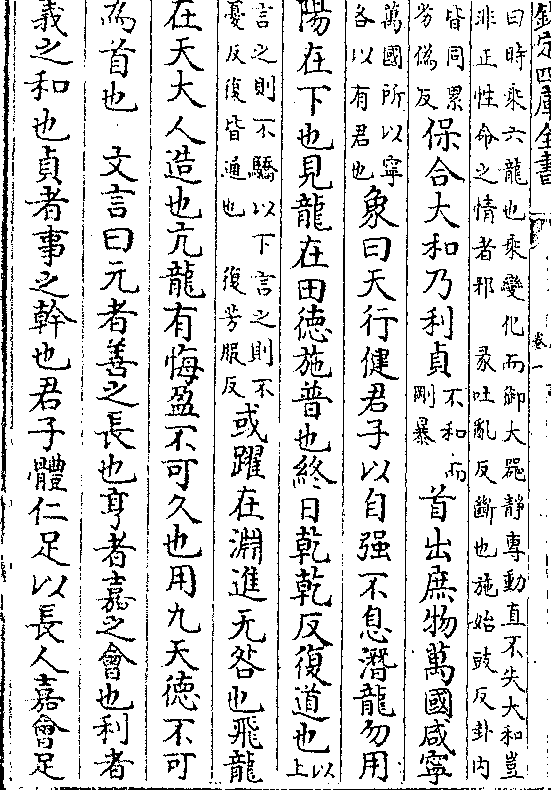 欽定四庫全書
卷一
曰時乘六龍也乘變化而御大器静專動直不失大和豈
非正性命之情者邪　彖吐亂反斷也施始豉反卦内
皆同累
劣偽反
保合大和乃利貞
不和而
剛暴
首出庶物萬國咸寧
萬國所以寧
各以有君也
象曰天行健君子以自强不息潛龍勿用
陽在下也見龍在田徳施普也終日乾乾反復道也
以
上
言之則不驕以下言之則不
憂反復皆通也　復芳服反
或躍在淵進无咎也飛龍
在天大人造也亢龍有悔盈不可久也用九天徳不可
為首也　文言曰元者善之長也亨者嘉之會也利者
義之和也貞者事之幹也君子體仁足以長人嘉會足